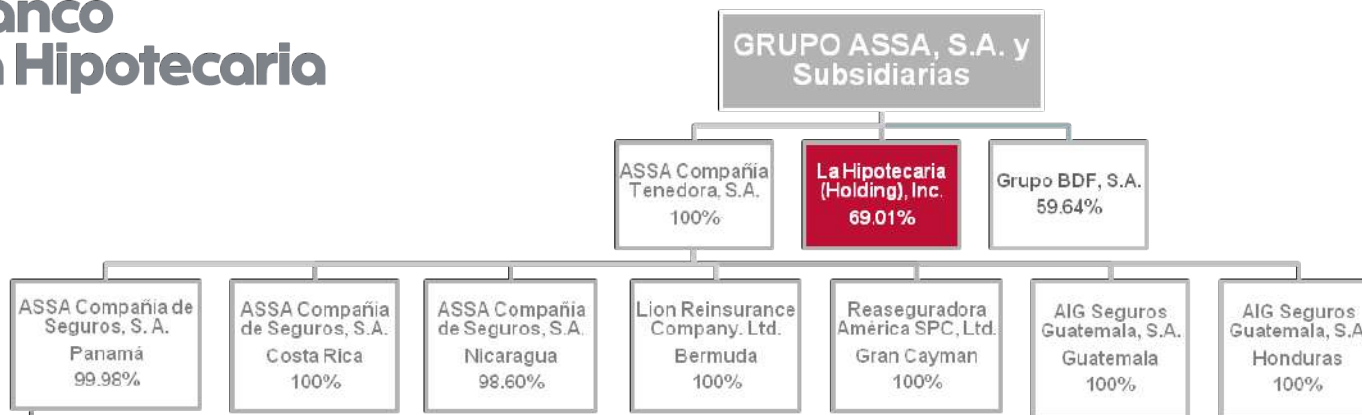 anco
a Hipotecaria
GRUPO ASSA, S.A. y
Subsidiarias
ASSA Compañía
Tenedora, S.A.
100%
La Hipotecaria
(Holding), Inc.
69.01%
Grupo BDF, S.A.
59.64%
ASSA Compañia de
Seguros, S. A.
Panamá
99.98%
ASSA Compañia
de Seguros, S.A.
Costa Rica
100%
ASSA Compañia
de Seguros, S.A.
Nicaragua
98.60%
Lion Reinsurance
Company. Ltd.
Bermuda
100%
Reaseguradora
América SPC, Ltd.
Gran Cayman
100%
AIG Seguros
Guatemala, S.A.
Guatemala
100%
AIG Seguros
Guatemala, S.A
Honduras
100%